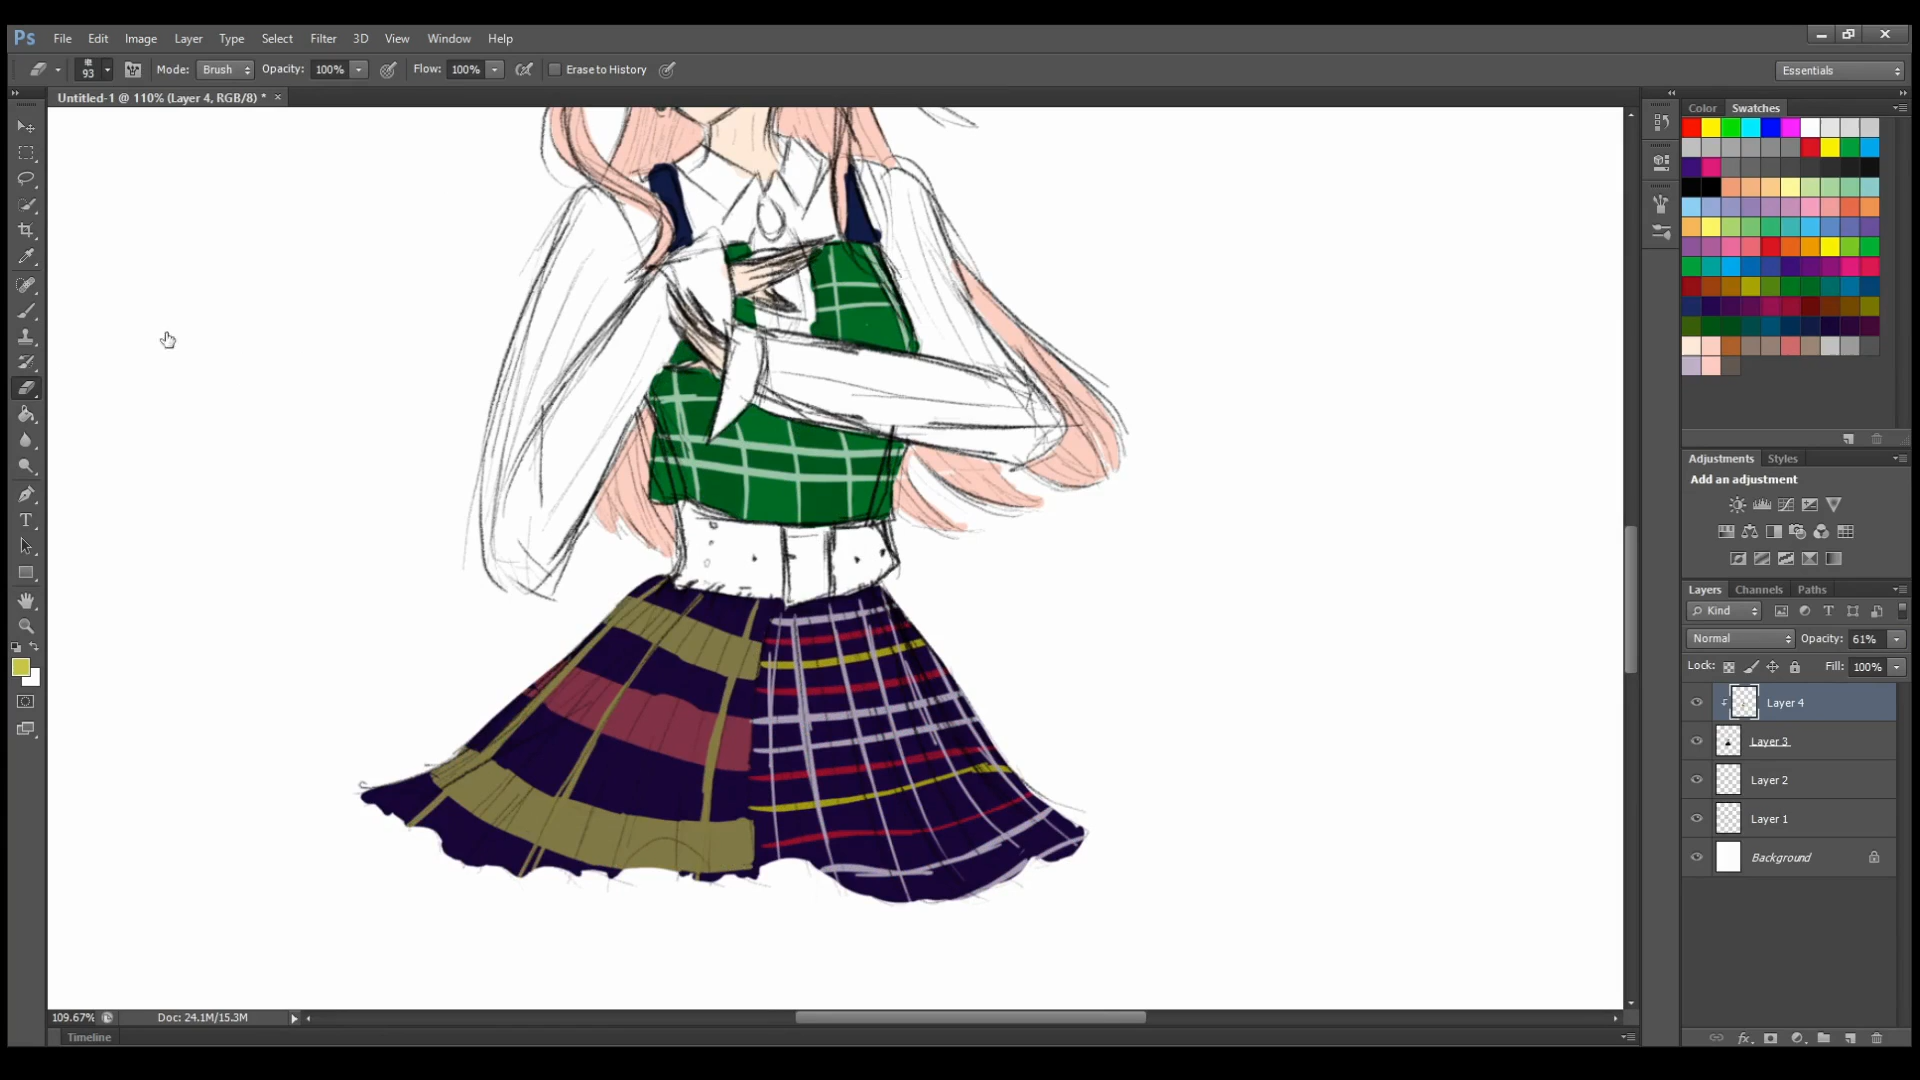 Ps File Edit Image Layer Type Select Filter 3D View Window Help
93 Mode: Brush Opacity: 100% Flow: 100% Erase to History Essentials
Untitled-1 @ 110% (Layer 4, RGB/8) * ×
Color Swatches
Adjustments Styles
Add an adjustment
Layers Channels Paths
Kind
Normal Opacity: 61%
Lock: Fill: 100%
Layer 4
Layer 3
Layer 2
Layer 1
Background
109.67% Doc: 24.1M/15.3M
Timeline